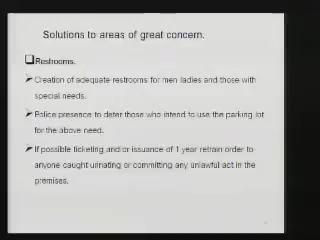 Solutions to areas of great concern.
Restrooms.
Creation of adequate restrooms for men ladies and those with
special needs.
Police presence to deter those who intend to use the parking lot
for the above need.
If possible ticketing and/or issuance of 1 year retrain order to
anyone caught urinating or committing any unlawful act in the
premises.